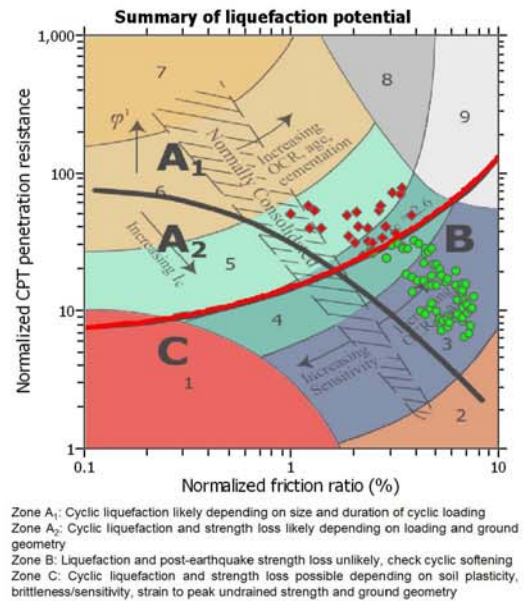 Summary of liquefaction potential
1,000
7
8
9
φ'
Increasing
OCR, age,
cementation
Normally Consolidated
A1
100
6
A2
Increasing Ic
5
B
10
4
3
Increasing
Sensitivity
C
1
2
1
0.1
1
10
Normalized CPT penetration resistance
Normalized friction ratio (%)
Zone A1: Cyclic liquefaction likely depending on size and duration of cyclic loading
Zone A2: Cyclic liquefaction and strength loss likely depending on loading and ground
geometry
Zone B: Liquefaction and post-earthquake strength loss unlikely, check cyclic softening
Zone C: Cyclic liquefaction and strength loss possible depending on soil plasticity,
brittleness/sensitivity, strain to peak undrained strength and ground geometry